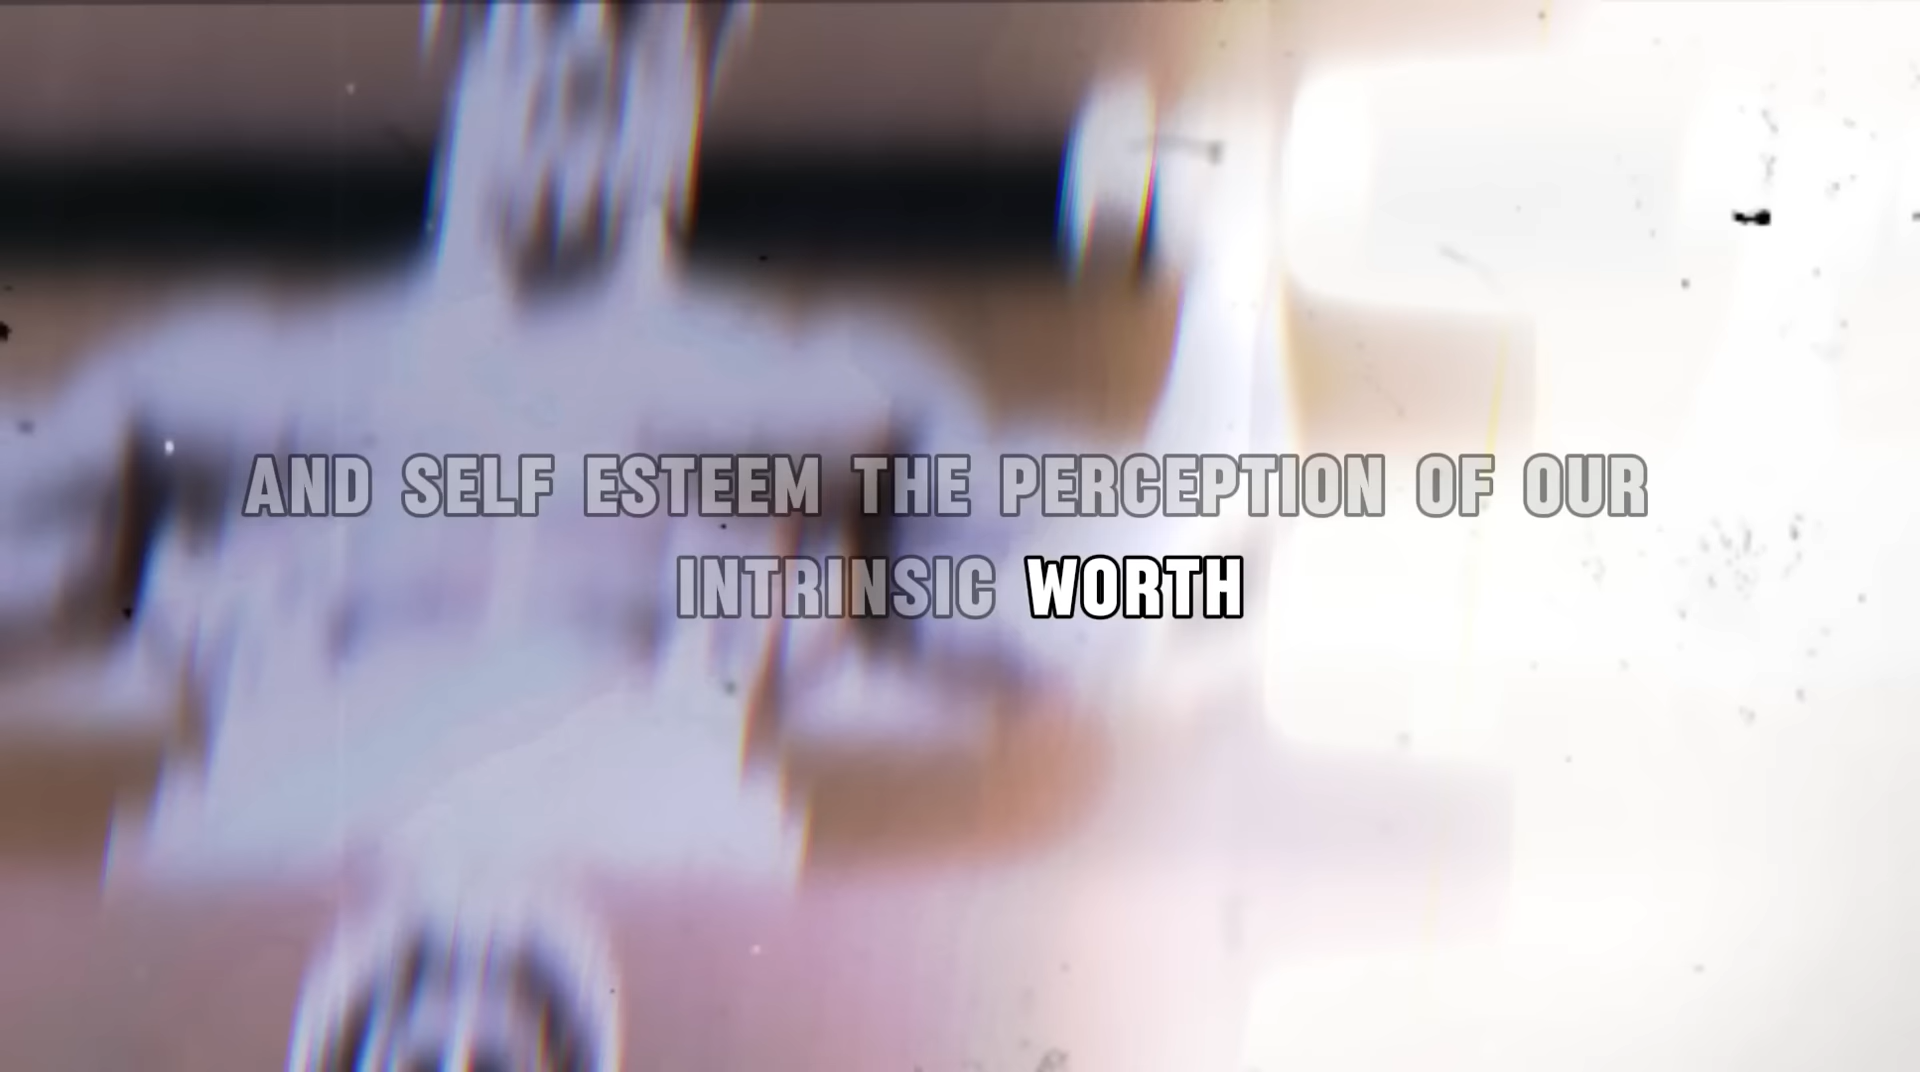 AND SELF ESTEEM THE PERCEPTION OF OUR
INTRINSIC WORTH